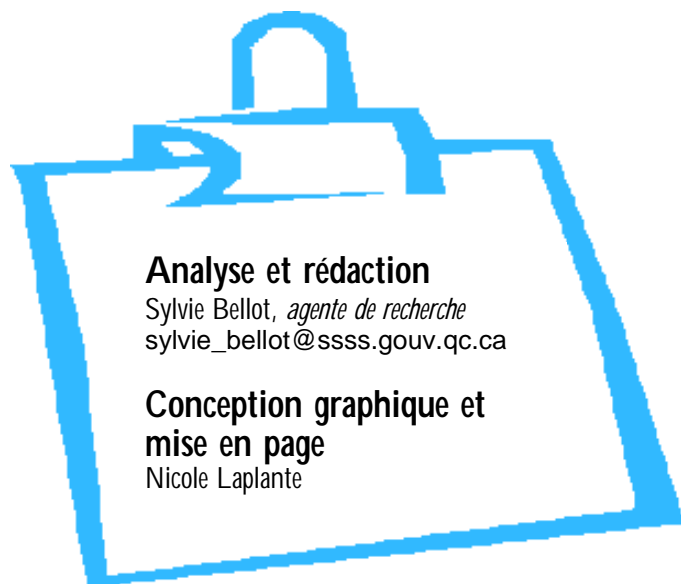 Analyse et rédaction
Sylvie Bellot, agente de recherche
sylvie_bellot@ssss.gouv.qc.ca
Conception graphique et
mise en page
Nicole Laplante